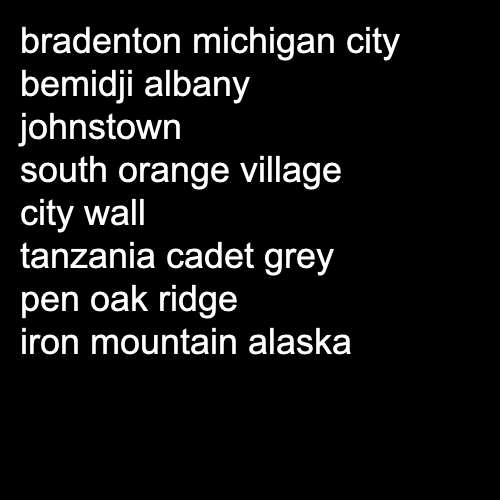 bradenton michigan city
bemidji albany
johnstown
south orange village
city wall
tanzania cadet grey
pen oak ridge
iron mountain alaska